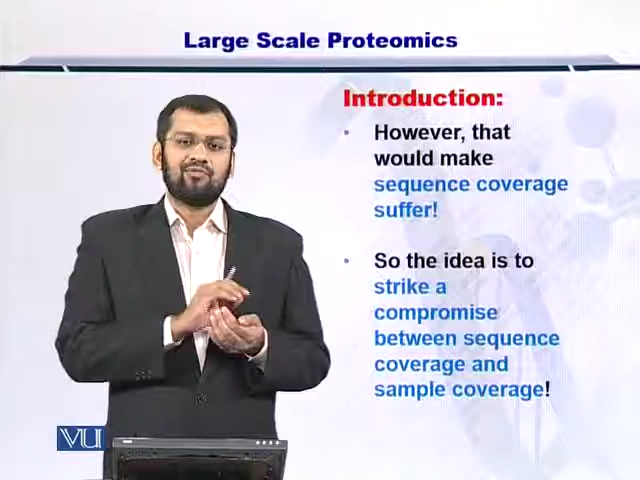 Large Scale Proteomics
Introduction:
• However, that
would make
sequence coverage
suffer!
• So the idea is to
strike a
compromise
between sequence
coverage and
sample coverage!
VU